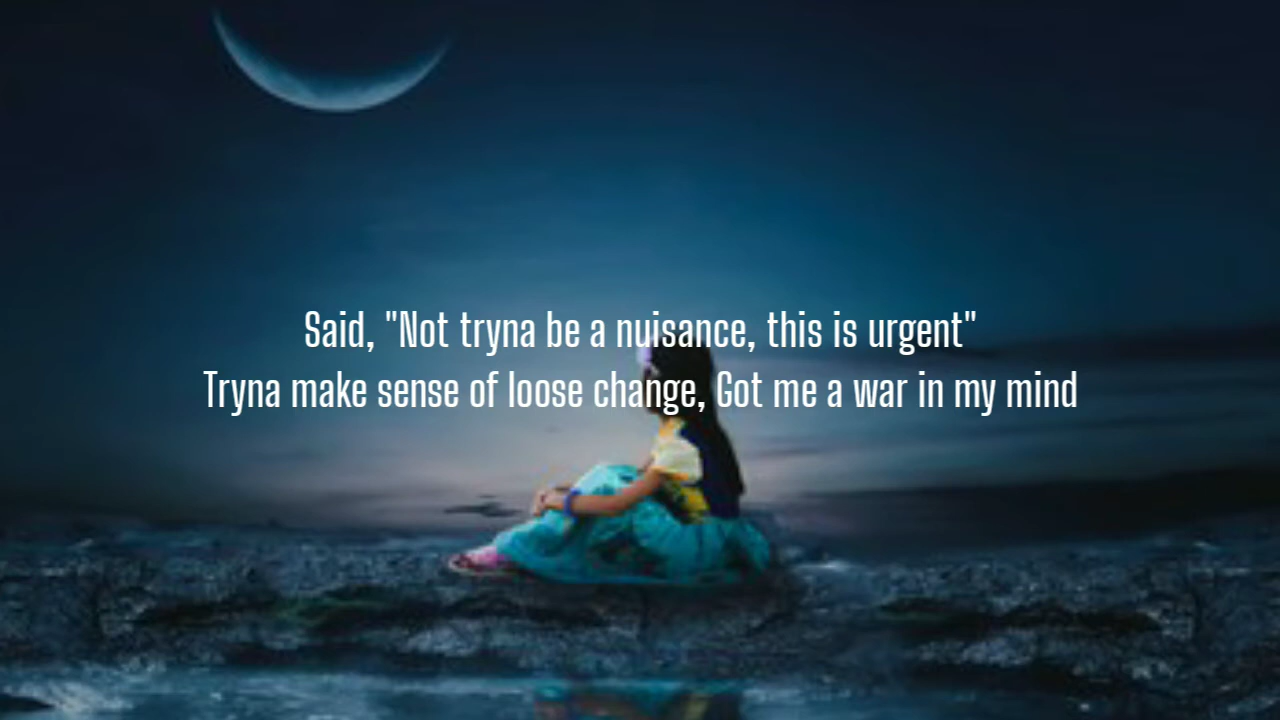 Said, "Not tryna be a nuisance, this is urgent"
Tryna make sense of loose change, Got me a war in my mind